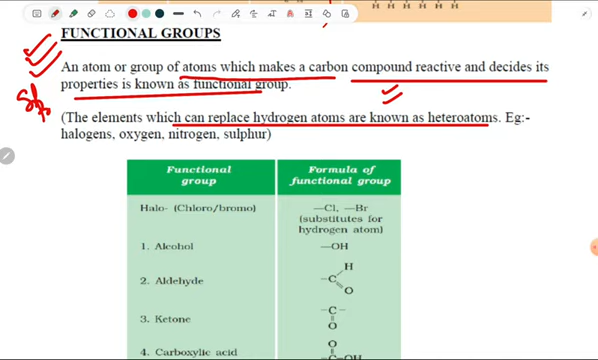 H H H H H
FUNCTIONAL GROUPS
An atom or group of atoms which makes a carbon compound reactive and decides its
properties is known as functional group.
(The elements which can replace hydrogen atoms are known as heteroatoms. Eg:-
halogens, oxygen, nitrogen, sulphur)
Functional group
Formula of functional group
Halo- (Chloro/bromo)
—Cl, —Br
(substitutes for
hydrogen atom)
1. Alcohol
—OH
2. Aldehyde
H
–C
O
3. Ketone
–C–
O
4. Carboxylic acid
O
–C–OH